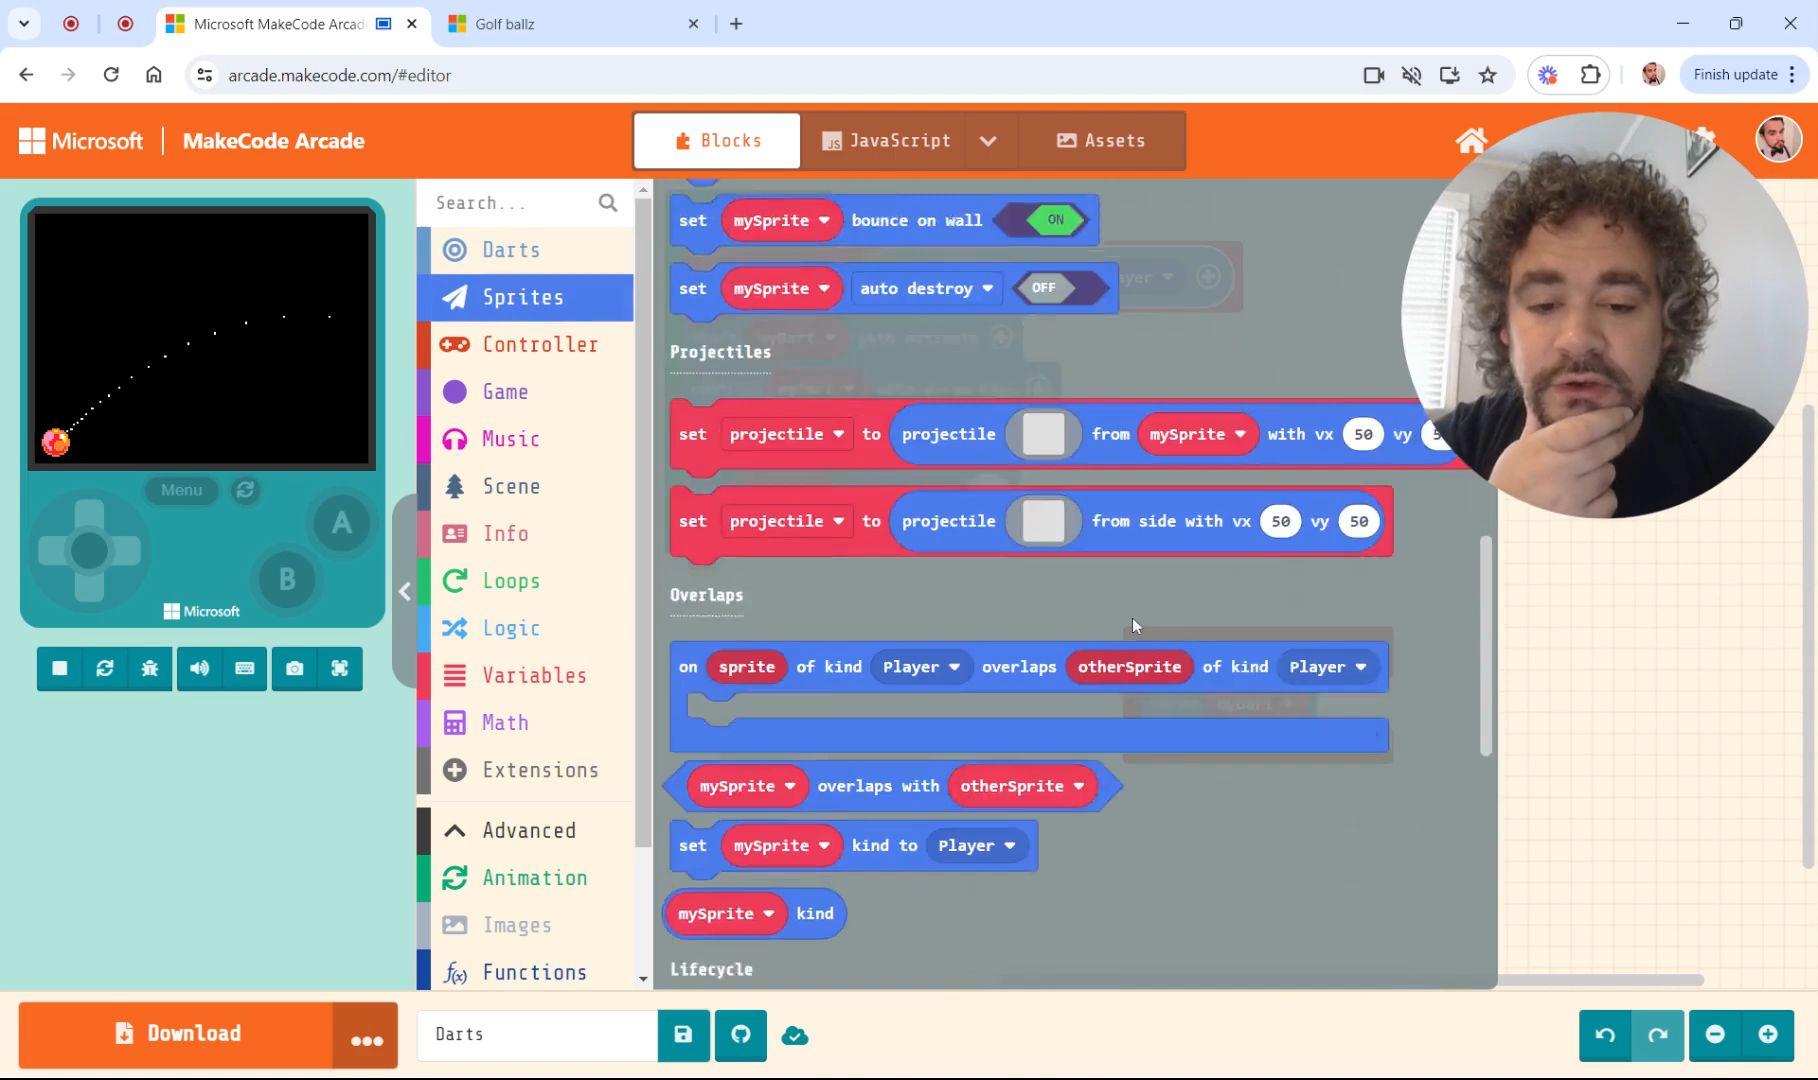 Microsoft MakeCode Arcad
Golf ballz
arcade.makecode.com/#editor
Finish update
Microsoft
MakeCode Arcade
Blocks
JS JavaScript
Assets
Search...
Darts
Sprites
Controller
Game
Music
Scene
Info
Loops
Logic
Variables
Math
Extensions
Advanced
Animation
Images
f(x) Functions
Menu
A
B
Microsoft
set mySprite bounce on wall ON
set mySprite auto destroy OFF
Projectiles
set projectile to projectile from mySprite with vx 50 vy
set projectile to projectile from side with vx 50 vy 50
Overlaps
on sprite of kind Player overlaps otherSprite of kind Player
mySprite overlaps with otherSprite
set mySprite kind to Player
mySprite kind
Lifecycle
Download
Darts